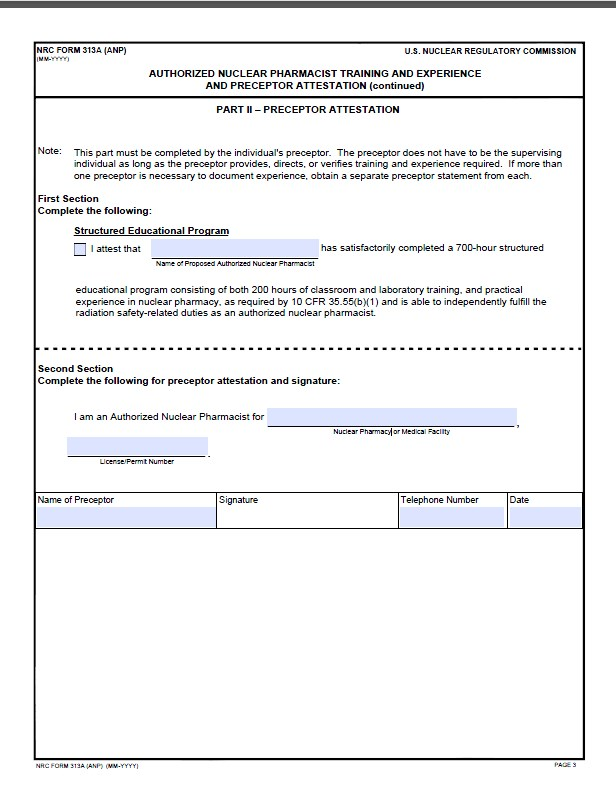 NRC FORM 313A (ANP)
U.S. NUCLEAR REGULATORY COMMISSION
(MM-YYYY)
AUTHORIZED NUCLEAR PHARMACIST TRAINING AND EXPERIENCE
AND PRECEPTOR ATTESTATION (continued)
PART II – PRECEPTOR ATTESTATION
Note: This part must be completed by the individual's preceptor. The preceptor does not have to be the supervising
individual as long as the preceptor provides, directs, or verifies training and experience required. If more than
one preceptor is necessary to document experience, obtain a separate preceptor statement from each.
First Section
Complete the following:
Structured Educational Program
I attest that has satisfactorily completed a 700-hour structured
Name of Proposed Authorized Nuclear Pharmacist
educational program consisting of both 200 hours of classroom and laboratory training, and practical
experience in nuclear pharmacy, as required by 10 CFR 35.55(b)(1) and is able to independently fulfill the
radiation safety-related duties as an authorized nuclear pharmacist.
Second Section
Complete the following for preceptor attestation and signature:
I am an Authorized Nuclear Pharmacist for ,
Nuclear Pharmacy or Medical Facility
.
License/Permit Number
Name of Preceptor Signature Telephone Number Date
NRC FORM 313A (ANP) (MM-YYYY) PAGE 3